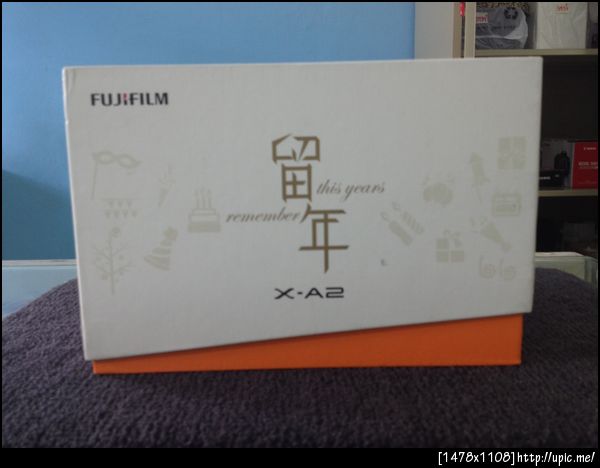 FUJIFILM
留
this years
remember
年
X-A2
[1478x1108]http://upic.me/